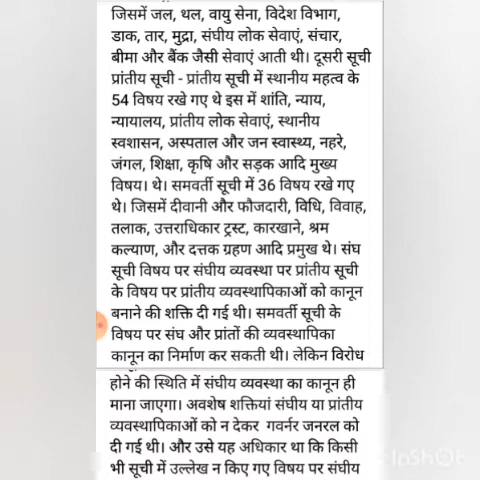 जिसमें जल, थल, वायु सेना, विदेश विभाग,
डाक, तार, मुद्रा, संघीय लोक सेवाएं, संचार,
बीमा और बैंक जैसी सेवाएं आती थी। दूसरी सूची
प्रांतीय सूची - प्रांतीय सूची में स्थानीय महत्व के
54 विषय रखे गए थे इस में शांति, न्याय,
न्यायालय, प्रांतीय लोक सेवाएं, स्थानीय
स्वशासन, अस्पताल और जन स्वास्थ्य, नहरे,
जंगल, शिक्षा, कृषि और सड़क आदि मुख्य
विषय। थे। समवर्ती सूची में 36 विषय रखे गए
थे। जिसमें दीवानी और फौजदारी, विधि, विवाह,
तलाक, उत्तराधिकार ट्रस्ट, कारखाने, श्रम
कल्याण, और दत्तक ग्रहण आदि प्रमुख थे। संघ
सूची विषय पर संघीय व्यवस्था पर प्रांतीय सूची
के विषय पर प्रांतीय व्यवस्थापिकाओं को कानून
बनाने की शक्ति दी गई थी। समवर्ती सूची के
विषय पर संघ और प्रांतों की व्यवस्थापिका
कानून का निर्माण कर सकती थी। लेकिन विरोध
होने की स्थिति में संघीय व्यवस्था का कानून ही
माना जाएगा। अवशेष शक्तियां संघीय या प्रांतीय
व्यवस्थापिकाओं को न देकर गवर्नर जनरल को
दी गई थी। और उसे यह अधिकार था कि किसी
भी सूची में उल्लेख न किए गए विषय पर संघीय
InShOt